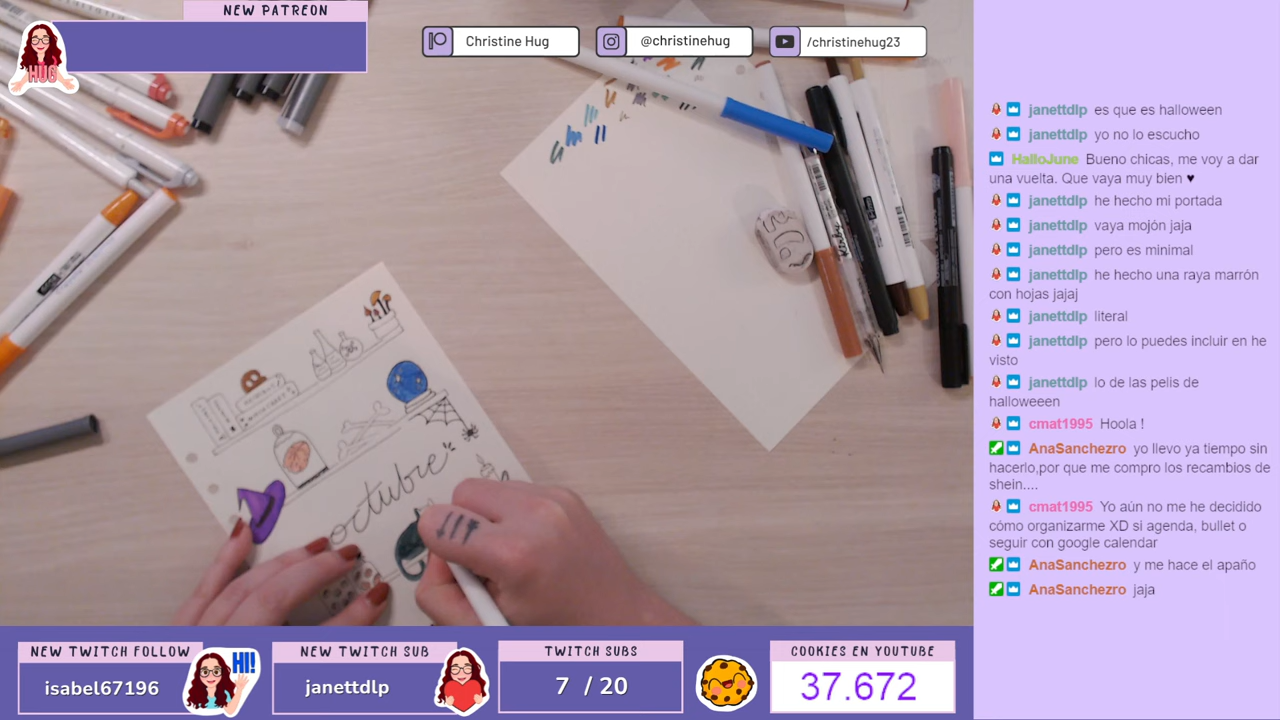 NEW PATREON
HUG
Christine Hug
@christinehug
/christinehug23
janettdlp es que es halloween
janettdlp yo no lo escucho
HalloJune Bueno chicas, me voy a dar
una vuelta. Que vaya muy bien ♥
janettdlp he hecho mi portada
janettdlp vaya mojón jaja
janettdlp pero es minimal
janettdlp he hecho una raya marrón
con hojas jajaj
janettdlp literal
janettdlp pero lo puedes incluir en he
visto
janettdlp lo de las pelis de
halloweeen
cmat1995 Hoola !
AnaSanchezro yo llevo ya tiempo sin
hacerlo,por que me compro los recambios de
shein....
cmat1995 Yo aún no me he decidido
cómo organizarme XD si agenda, bullet o
seguir con google calendar
AnaSanchezro y me hace el apaño
AnaSanchezro jaja
octubre
NEW TWITCH FOLLOW
isabel67196
HI!
NEW TWITCH SUB
janettdlp
TWITCH SUBS
7 / 20
COOKIES EN YOUTUBE
37.672